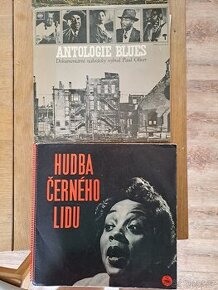 ANTOLOGIE BLUES
Dokumentární nahrávky vybral Paul Oliver
HUDBA
ČERNÉHO
LIDU